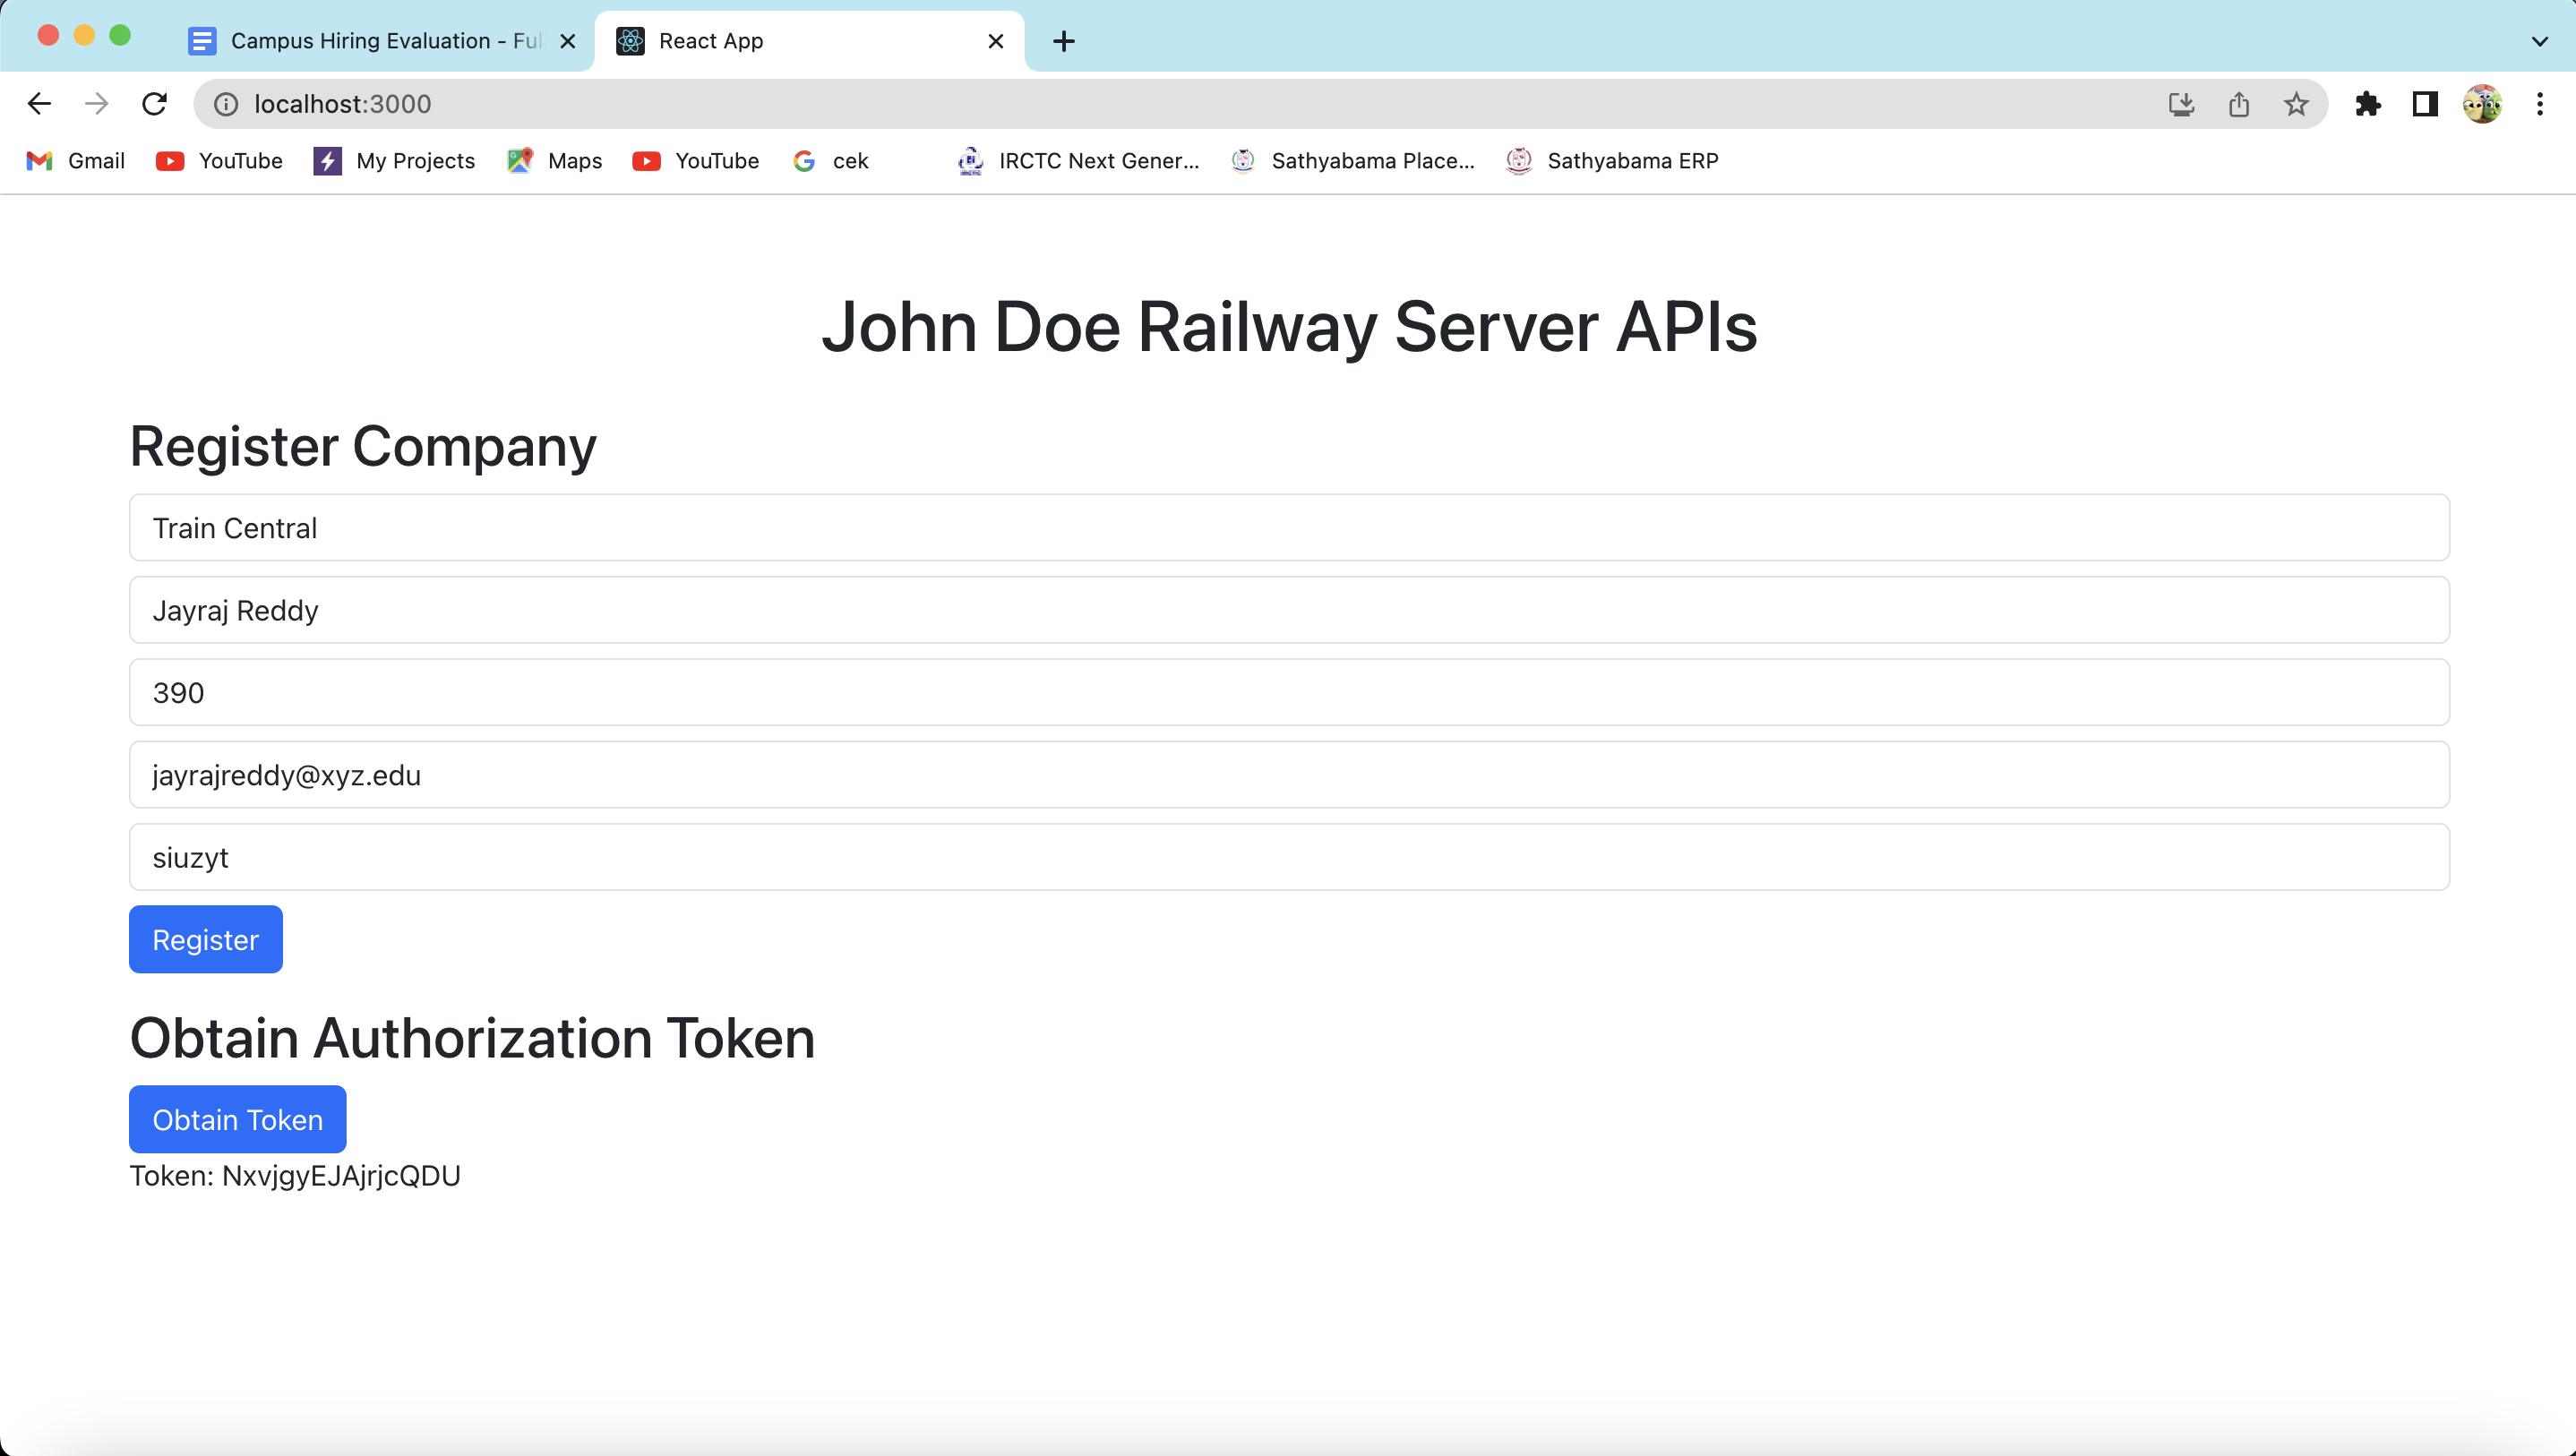 Campus Hiring Evaluation - Ful
React App
localhost:3000
Gmail YouTube My Projects Maps YouTube cek IRCTC Next Gener... Sathyabama Place... Sathyabama ERP
John Doe Railway Server APIs
Register Company
Train Central
Jayraj Reddy
390
jayrajreddy@xyz.edu
siuzyt
Register
Obtain Authorization Token
Obtain Token
Token: NxvjgyEJAjrjcQDU